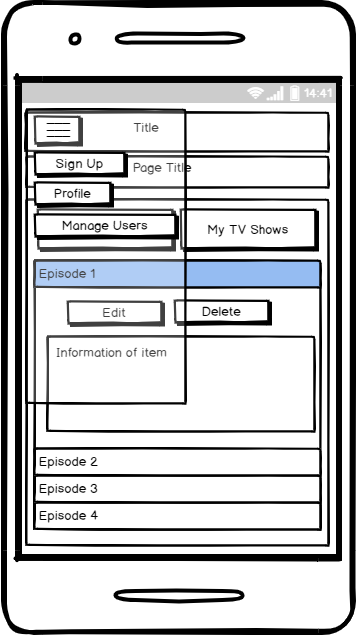 14:41
Title
Sign Up
Page Title
Profile
Manage Users
My TV Shows
Episode 1
Edit
Delete
Information of item
Episode 2
Episode 3
Episode 4